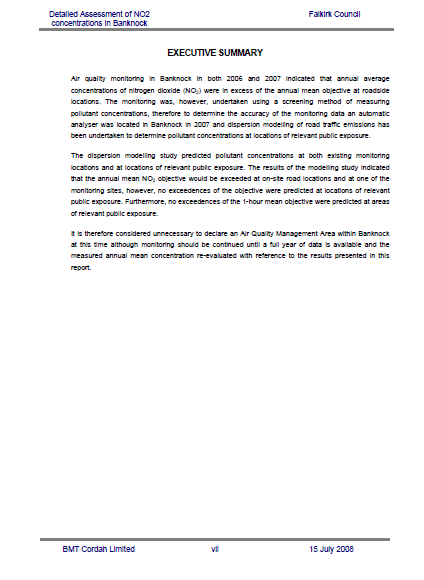 Detailed Assessment of NO2 Falkirk Council
concentrations in Banknock
EXECUTIVE SUMMARY
Air quality monitoring in Banknock in both 2006 and 2007 indicated that annual average
concentrations of nitrogen dioxide (NO₂) were in excess of the annual mean objective at roadside
locations. The monitoring was, however, undertaken using a screening method of measuring
pollutant concentrations, therefore to determine the accuracy of the monitoring data an automatic
analyser was located in Banknock in 2007 and dispersion modelling of road traffic emissions has
been undertaken to determine pollutant concentrations at locations of relevant public exposure.
The dispersion modelling study predicted pollutant concentrations at both existing monitoring
locations and at locations of relevant public exposure. The results of the modelling study indicated
that the annual mean NO₂ objective would be exceeded at on-site road locations and at one of the
monitoring sites, however, no exceedences of the objective were predicted at locations of relevant
public exposure. Furthermore, no exceedences of the 1-hour mean objective were predicted at areas
of relevant public exposure.
It is therefore considered unnecessary to declare an Air Quality Management Area within Banknock
at this time although monitoring should be continued until a full year of data is available and the
measured annual mean concentration re-evaluated with reference to the results presented in this
report.
BMT Cordah Limited vii 15 July 2008